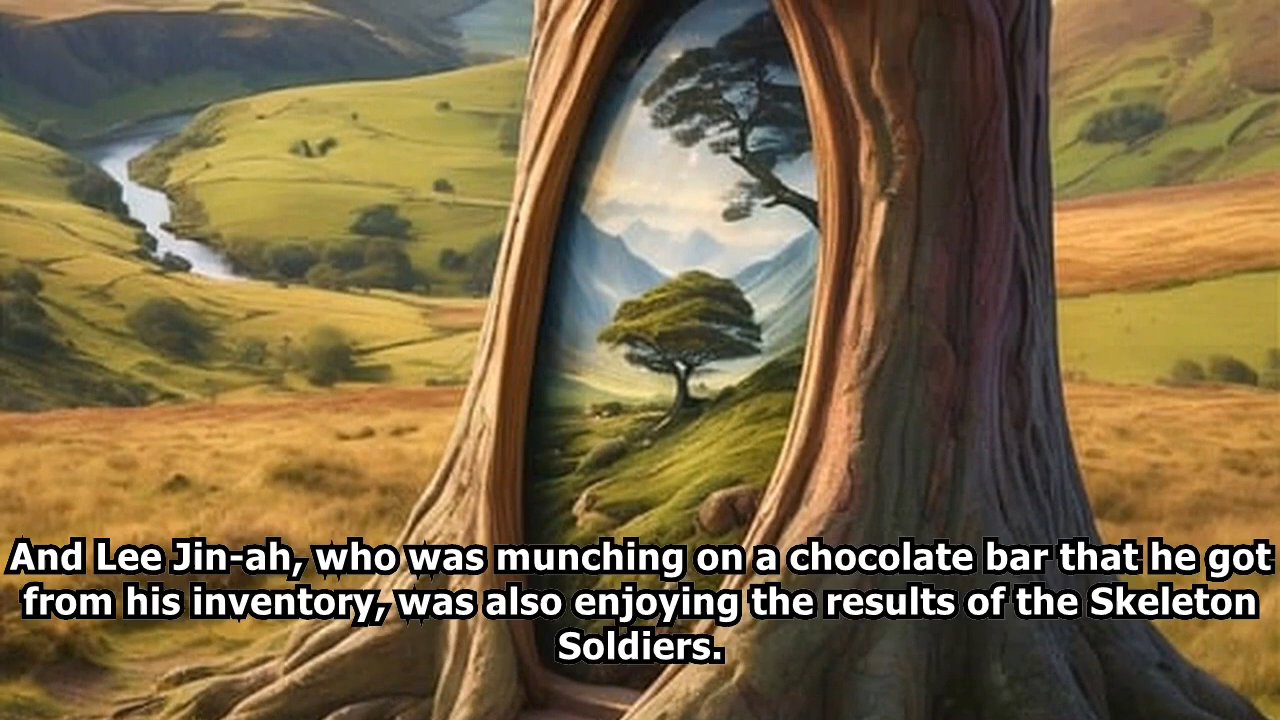 And Lee Jin-ah, who was munching on a chocolate bar that he got
from his inventory, was also enjoying the results of the Skeleton
Soldiers.